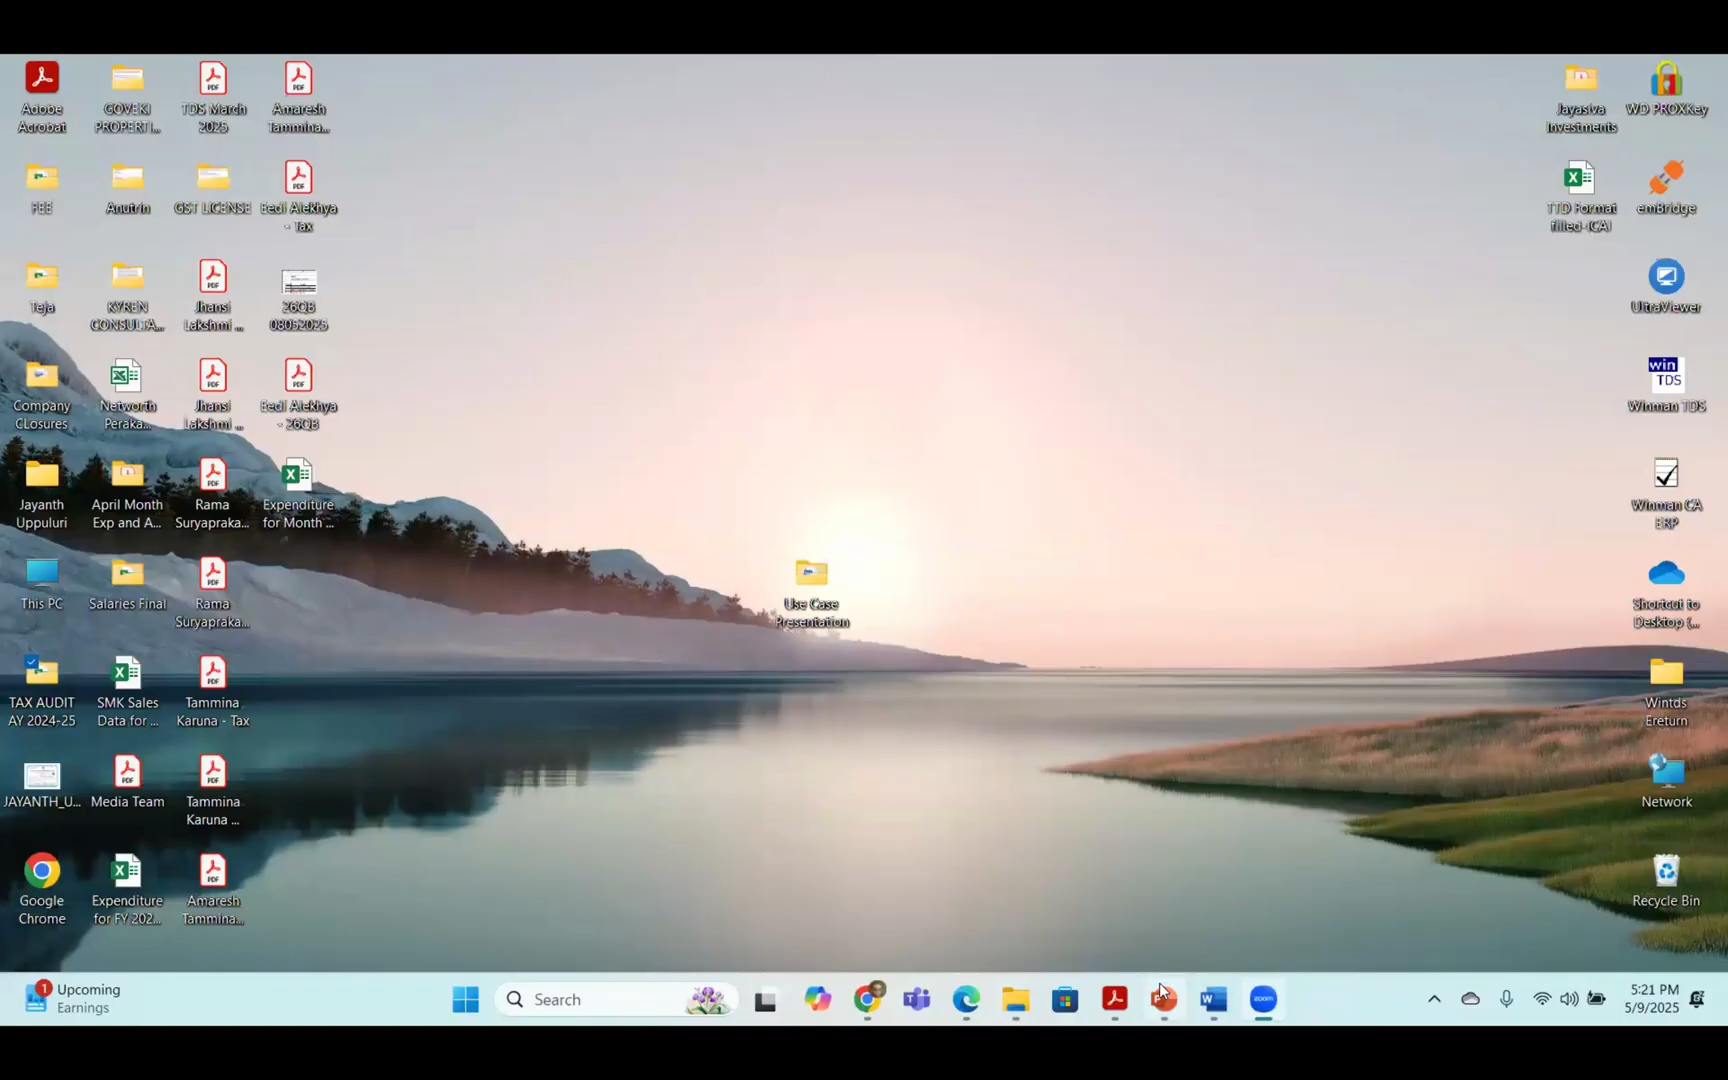 Adobe
Acrobat
GOVEKI
PROPERTI...
TDS March
2025
Amaresh
Tammina...
FEE
Anutrin
GST LICENSE
Eedi Alekhya
- Tax
Teja
KYREN
CONSULTA...
Jhansi
Lakshmi ...
26QB
08052025
Company
CLosures
Networth
Peraka...
Jhansi
Lakshmi ...
Eedi Alekhya
- 26QB
Jayanth
Uppuluri
April Month
Exp and A...
Rama
Suryapraka...
Expenditure
for Month ...
This PC
Salaries Final
Rama
Suryapraka...
TAX AUDIT
AY 2024-25
SMK Sales
Data for ...
Tammina
Karuna - Tax
JAYANTH_U...
Media Team
Tammina
Karuna ...
Google
Chrome
Expenditure
for FY 202...
Amaresh
Tammina...
Use Case
Presentation
Jayasiva
Investments
WD PROXKey
TTD Format
filled-(CA)
emBridge
UltraViewer
win
TDS
Winman TDS
Winman CA
ERP
Shortcut to
Desktop (...
Wintds
Ereturn
Network
Recycle Bin
1
Upcoming
Earnings
Search
zoom
5:21 PM
5/9/2025